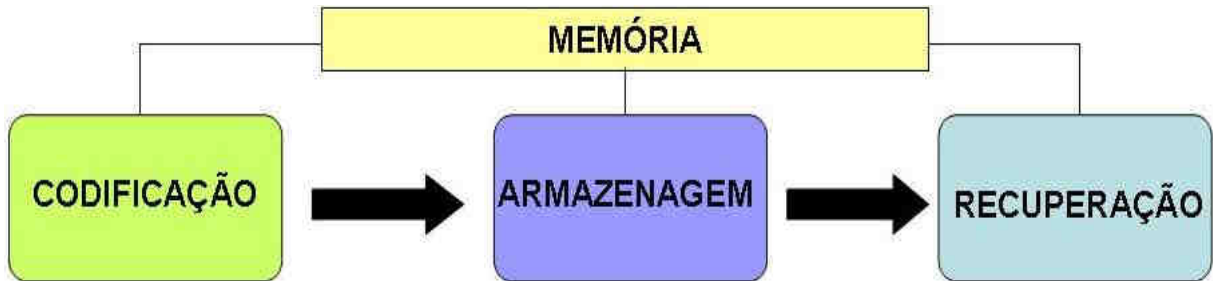 MEMÓRIA
CODIFICAÇÃO
ARMAZENAGEM
RECUPERAÇÃO